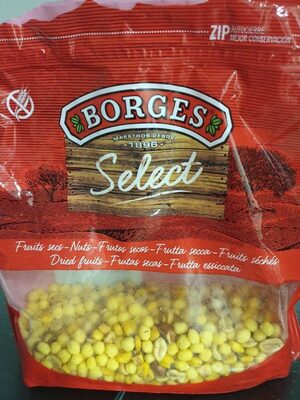 ZIP AUTOCIERRE
MEJOR CONSERVACIÓN
BORGES
MAESTROS DESDE
1896
Select
Fruits secs - Nuts - Frutos secos - Frutta secca - Fruits séchés
Dried fruits - Frutas secas - Frutta essiccata